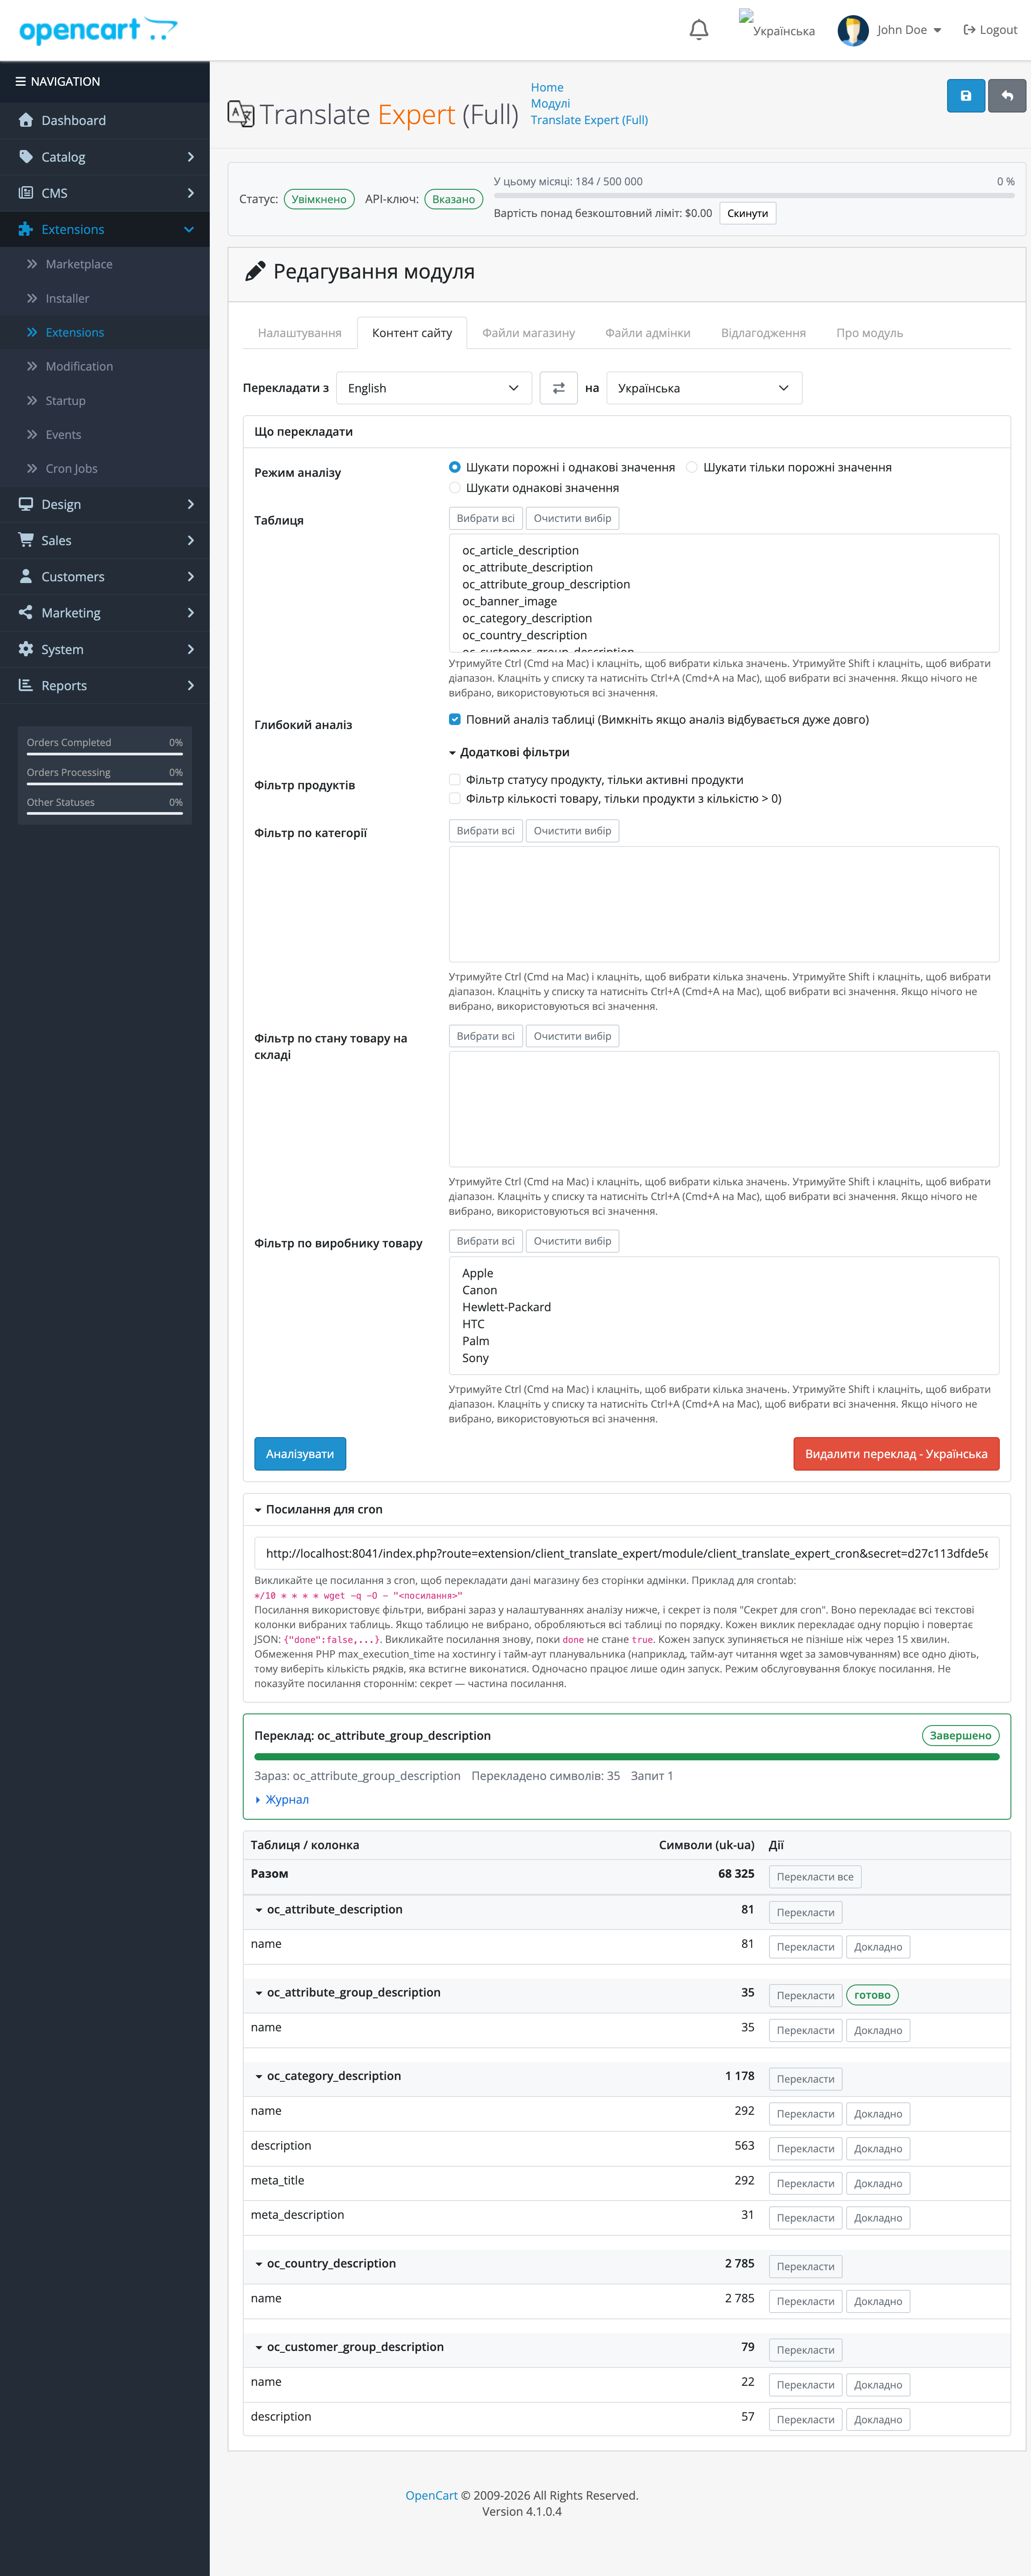 opencart
Українська
John Doe
Logout
NAVIGATION
Dashboard
Catalog
CMS
Extensions
Marketplace
Installer
Extensions
Modification
Startup
Events
Cron Jobs
Design
Sales
Customers
Marketing
System
Reports
Orders Completed 0%
Orders Processing 0%
Other Statuses 0%
Translate Expert (Full)
Home
Модулі
Translate Expert (Full)
Статус: Увімкнено API-ключ: Вказано
У цьому місяці: 184 / 500 000 0 %
Вартість понад безкоштовний ліміт: $0.00 Скинути
Редагування модуля
Налаштування Контент сайту Файли магазину Файли адмінки Відлагодження Про модуль
Перекладати з English на Українська
Що перекладати
Режим аналізу
Шукати порожні і однакові значення Шукати тільки порожні значення
Шукати однакові значення
Таблиця
Вибрати всі Очистити вибір
oc_article_description
oc_attribute_description
oc_attribute_group_description
oc_banner_image
oc_category_description
oc_country_description
oc_customer_group_description
Утримуйте Ctrl (Cmd на Mac) і клацніть, щоб вибрати кілька значень. Утримуйте Shift і клацніть, щоб вибрати
діапазон. Клацніть у списку та натисніть Ctrl+A (Cmd+A на Mac), щоб вибрати всі значення. Якщо нічого не
вибрано, використовуються всі значення.
Глибокий аналіз
Повний аналіз таблиці (Вимкніть якщо аналіз відбувається дуже довго)
Додаткові фільтри
Фільтр продуктів
Фільтр статусу продукту, тільки активні продукти
Фільтр кількості товару, тільки продукти з кількістю > 0)
Фільтр по категорії
Вибрати всі Очистити вибір
Утримуйте Ctrl (Cmd на Mac) і клацніть, щоб вибрати кілька значень. Утримуйте Shift і клацніть, щоб вибрати
діапазон. Клацніть у списку та натисніть Ctrl+A (Cmd+A на Mac), щоб вибрати всі значення. Якщо нічого не
вибрано, використовуються всі значення.
Фільтр по стану товару на
складі
Вибрати всі Очистити вибір
Утримуйте Ctrl (Cmd на Mac) і клацніть, щоб вибрати кілька значень. Утримуйте Shift і клацніть, щоб вибрати
діапазон. Клацніть у списку та натисніть Ctrl+A (Cmd+A на Mac), щоб вибрати всі значення. Якщо нічого не
вибрано, використовуються всі значення.
Фільтр по виробнику товару
Вибрати всі Очистити вибір
Apple
Canon
Hewlett-Packard
HTC
Palm
Sony
Утримуйте Ctrl (Cmd на Mac) і клацніть, щоб вибрати кілька значень. Утримуйте Shift і клацніть, щоб вибрати
діапазон. Клацніть у списку та натисніть Ctrl+A (Cmd+A на Mac), щоб вибрати всі значення. Якщо нічого не
вибрано, використовуються всі значення.
Аналізувати Видалити переклад - Українська
Посилання для cron
http://localhost:8041/index.php?route=extension/client_translate_expert/module/client_translate_expert_cron&secret=d27c113dfde5e
Викликайте це посилання з cron, щоб перекладати дані магазину без сторінки адмінки. Приклад для crontab:
*/10 * * * * wget -q -O - "<посилання>"
Посилання використовує фільтри, вибрані зараз у налаштуваннях аналізу нижче, і секрет із поля "Секрет для cron". Воно перекладає всі текстові
колонки вибраних таблиць. Якщо таблицю не вибрано, обробляються всі таблиці по порядку. Кожен виклик перекладає одну порцію і повертає
JSON: {"done":false,...}. Викликайте посилання знову, поки done не стане true. Кожен запуск зупиняється не пізніше ніж через 15 хвилин.
Обмеження PHP max_execution_time на хостингу і тайм-аут планувальника (наприклад, тайм-аут читання wget за замовчуванням) все одно діють,
тому виберіть кількість рядків, яка встигне виконатися. Одночасно працює лише один запуск. Режим обслуговування блокує посилання. Не
показуйте посилання стороннім: секрет — частина посилання.
Переклад: oc_attribute_group_description Завершено
Зараз: oc_attribute_group_description Перекладено символів: 35 Запит 1
Журнал
Таблиця / колонка Символи (uk-ua) Дії
Разом 68 325 Перекласти все
oc_attribute_description 81 Перекласти
name 81 Перекласти Докладно
oc_attribute_group_description 35 Перекласти готово
name 35 Перекласти Докладно
oc_category_description 1 178 Перекласти
name 292 Перекласти Докладно
description 563 Перекласти Докладно
meta_title 292 Перекласти Докладно
meta_description 31 Перекласти Докладно
oc_country_description 2 785 Перекласти
name 2 785 Перекласти Докладно
oc_customer_group_description 79 Перекласти
name 22 Перекласти Докладно
description 57 Перекласти Докладно
OpenCart © 2009-2026 All Rights Reserved.
Version 4.1.0.4